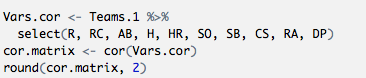 Vars.cor <- Teams.1 %>%
  select(R, RC, AB, H, HR, SO, SB, CS, RA, DP)
cor.matrix <- cor(Vars.cor)
round(cor.matrix, 2)